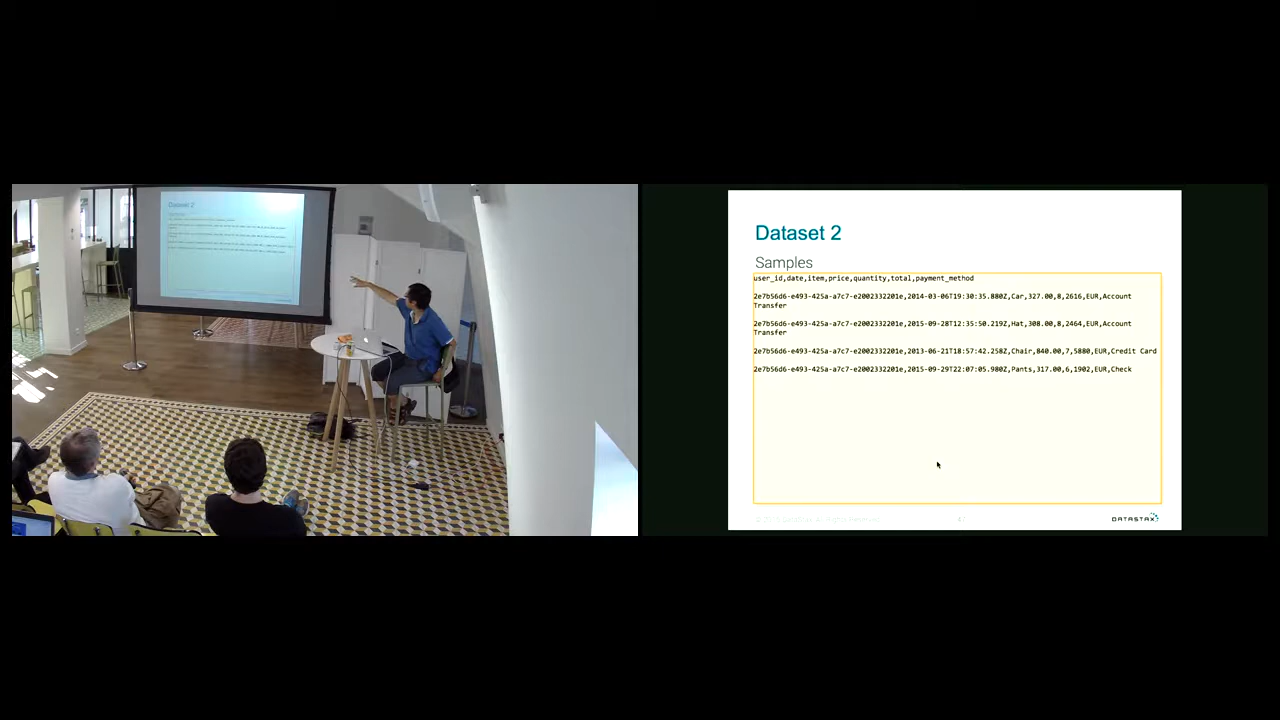 Dataset 2
Samples
user_id,date,item,price,quantity,total,payment_method
2e7b56d6-e493-425a-a7c7-e2002332201e,2014-03-06T19:30:35.880Z,Car,327.00,8,2616,EUR,Account
Transfer
2e7b56d6-e493-425a-a7c7-e2002332201e,2015-09-28T12:35:50.219Z,Hat,308.00,8,2464,EUR,Account
Transfer
2e7b56d6-e493-425a-a7c7-e2002332201e,2013-06-21T18:57:42.258Z,Chair,840.00,7,5880,EUR,Credit Card
2e7b56d6-e493-425a-a7c7-e2002332201e,2015-09-29T22:07:05.980Z,Pants,317.00,6,1902,EUR,Check
DATASTAX
Dataset 2